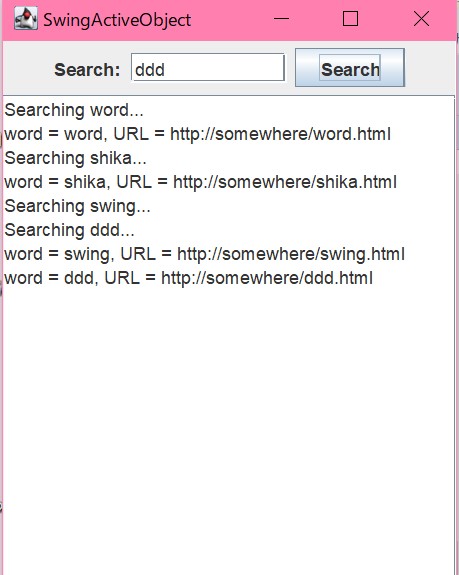 SwingActiveObject
Search: ddd Search
Searching word...
word = word, URL = http://somewhere/word.html
Searching shika...
word = shika, URL = http://somewhere/shika.html
Searching swing...
Searching ddd...
word = swing, URL = http://somewhere/swing.html
word = ddd, URL = http://somewhere/ddd.html